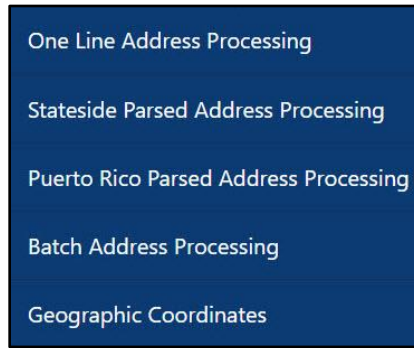 One Line Address Processing
Stateside Parsed Address Processing
Puerto Rico Parsed Address Processing
Batch Address Processing
Geographic Coordinates